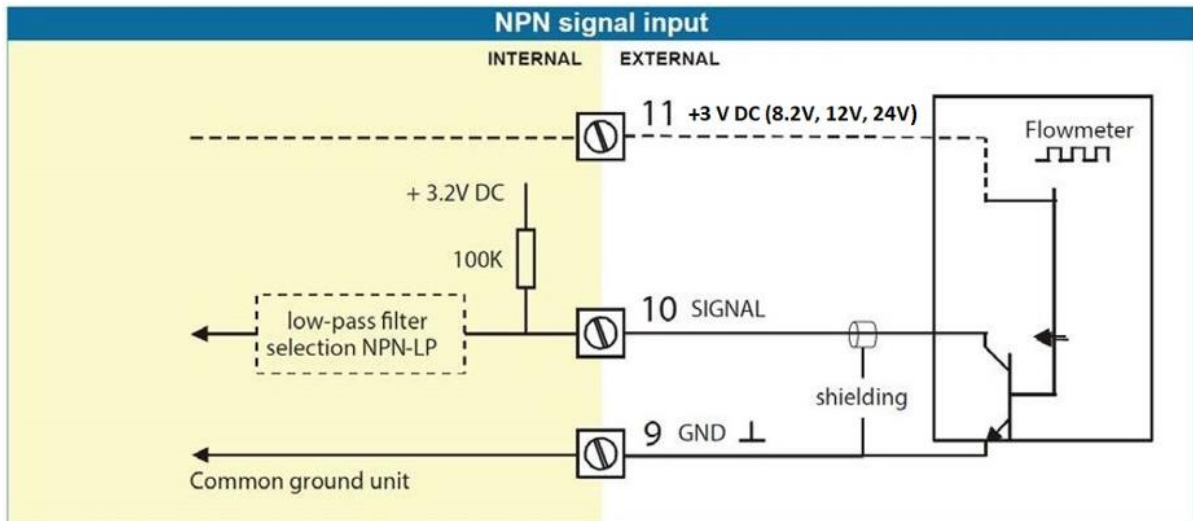 NPN signal input
INTERNAL
EXTERNAL
11 +3 V DC (8.2V, 12V, 24V)
Flowmeter
+ 3.2V DC
100K
10 SIGNAL
low-pass filter
selection NPN-LP
shielding
9 GND
Common ground unit